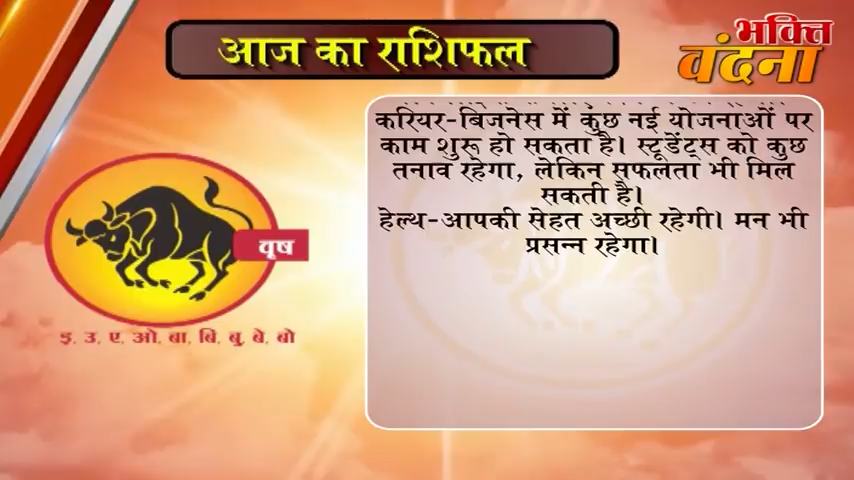 आज का राशिफल
भक्ति
वंदना
करियर-बिजनेस में कुछ नई योजनाओं पर
काम शुरू हो सकता है। स्टूडेंट्स को कुछ
तनाव रहेगा, लेकिन सफलता भी मिल
सकती है।
हेल्थ-आपकी सेहत अच्छी रहेगी। मन भी
प्रसन्न रहेगा।
वृष
इ, उ, ए, ओ, बा, बि, बु, बे, बो